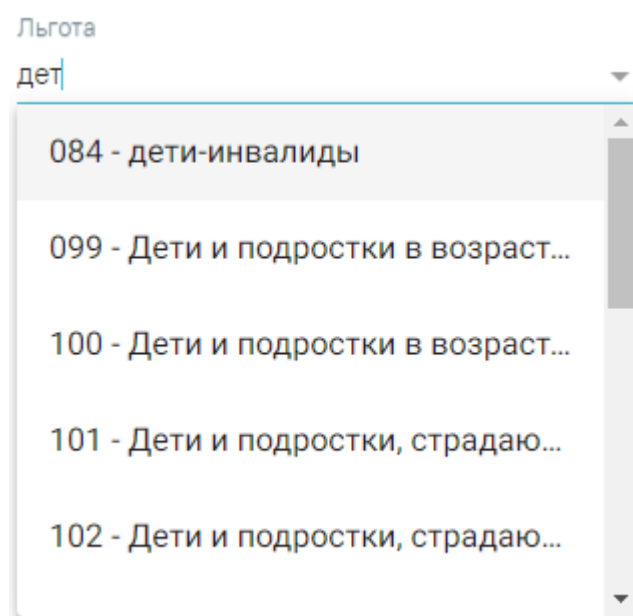 Льгота
дет
084 - дети-инвалиды
099 - Дети и подростки в возраст...
100 - Дети и подростки в возраст...
101 - Дети и подростки, страдаю...
102 - Дети и подростки, страдаю...